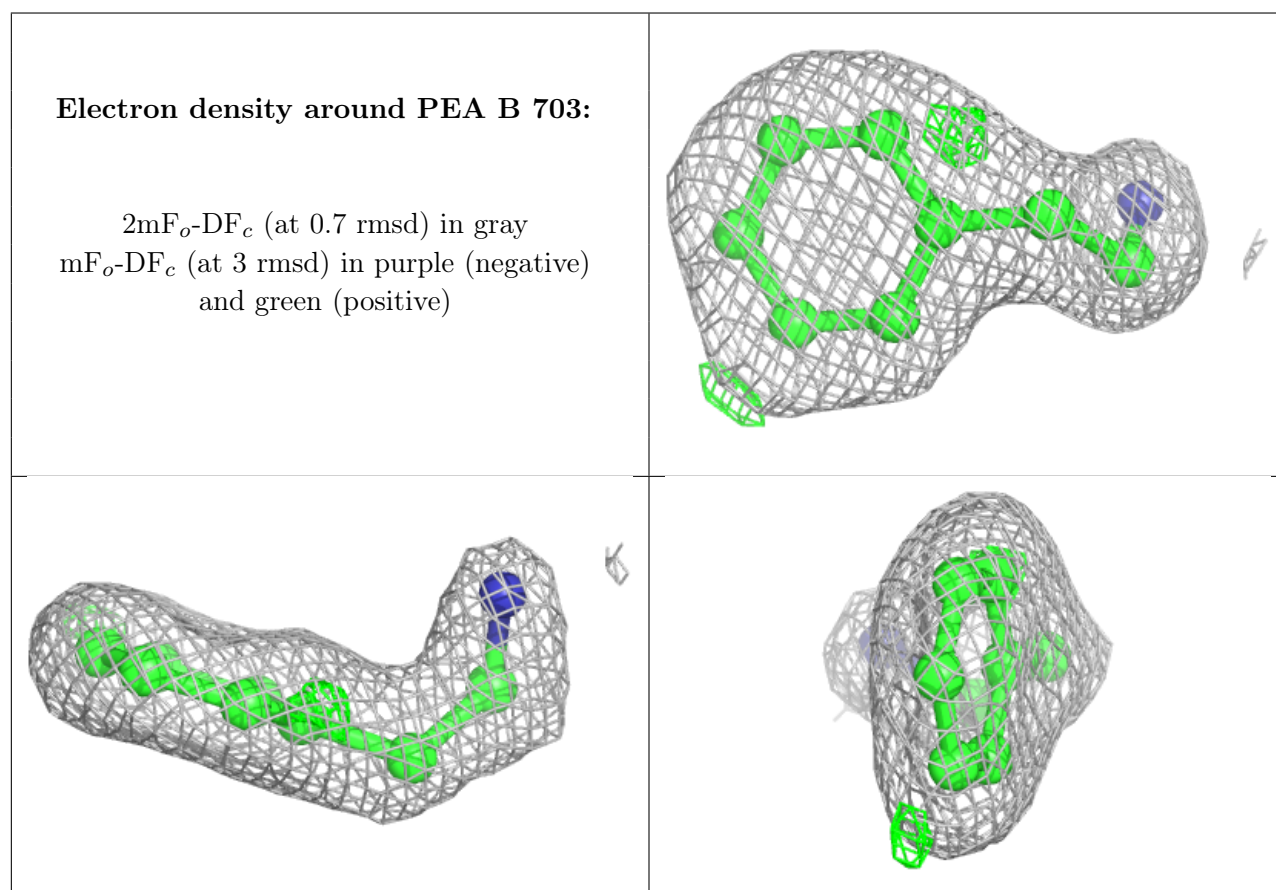 Electron density around PEA B 703:
2mFo-DFc (at 0.7 rmsd) in gray
mFo-DFc (at 3 rmsd) in purple (negative)
and green (positive)